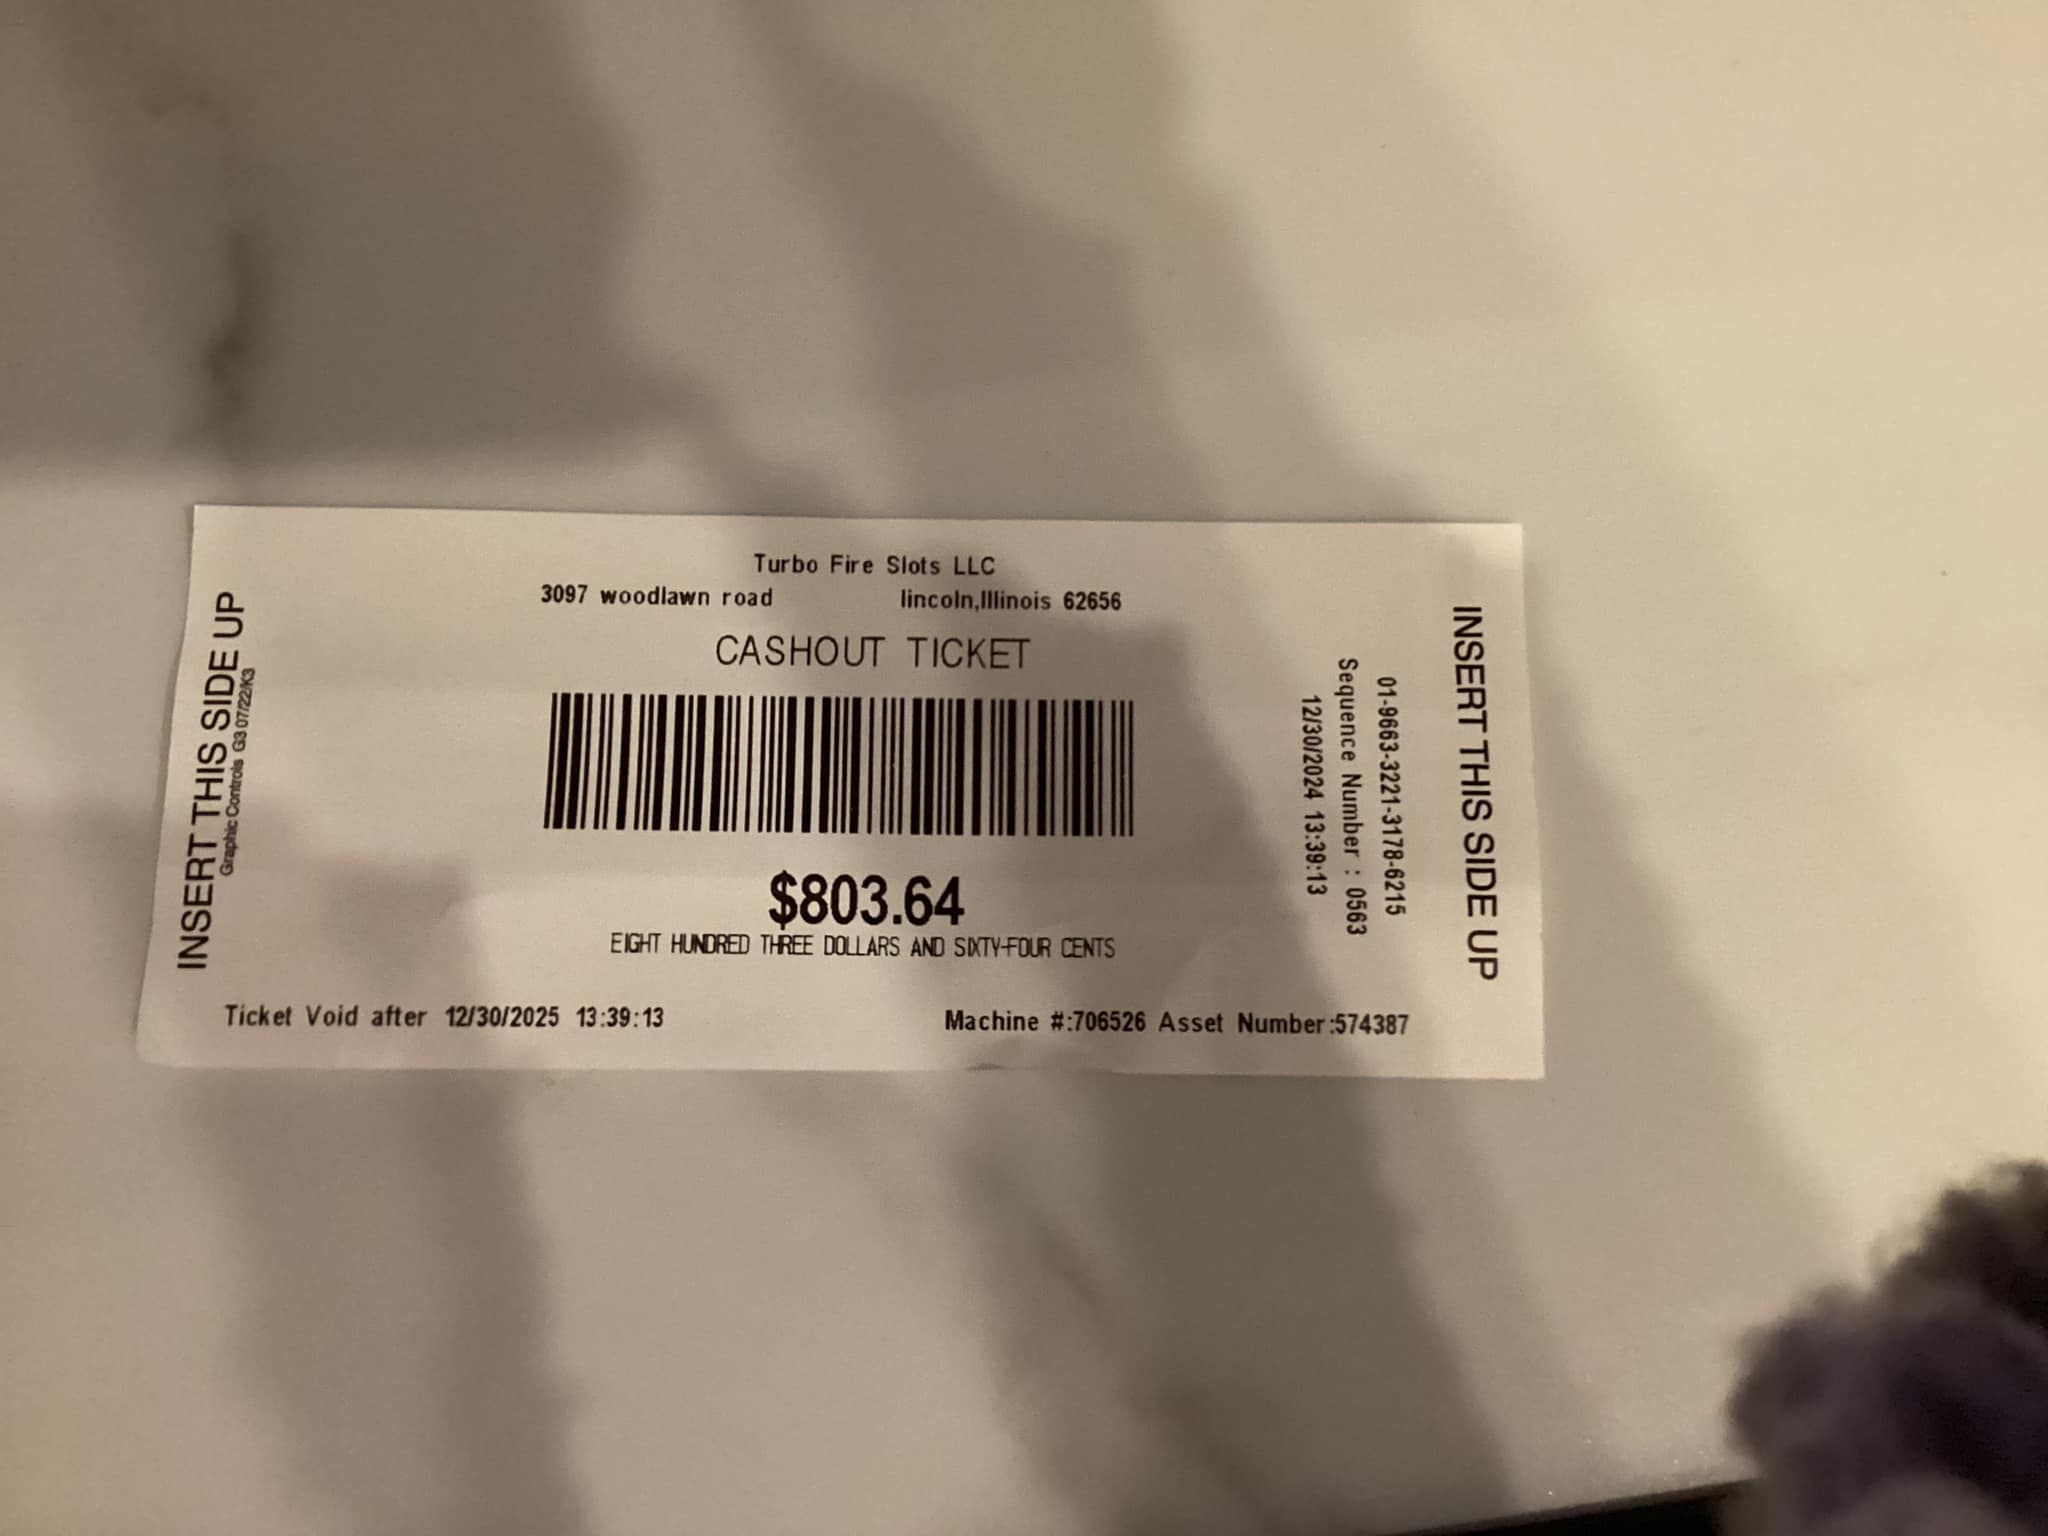 Turbo Fire Slots LLC
3097 woodlawn road lincoln,Illinois 62656
CASHOUT TICKET
INSERT THIS SIDE UP
Graphic Controls G3 07/22/K3
$803.64
EIGHT HUNDRED THREE DOLLARS AND SIXTY-FOUR CENTS
Ticket Void after 12/30/2025 13:39:13
Machine #:706526 Asset Number:574387
12/30/2024 13:39:13
Sequence Number : 0563
01-9663-3221-3178-6215
INSERT THIS SIDE UP